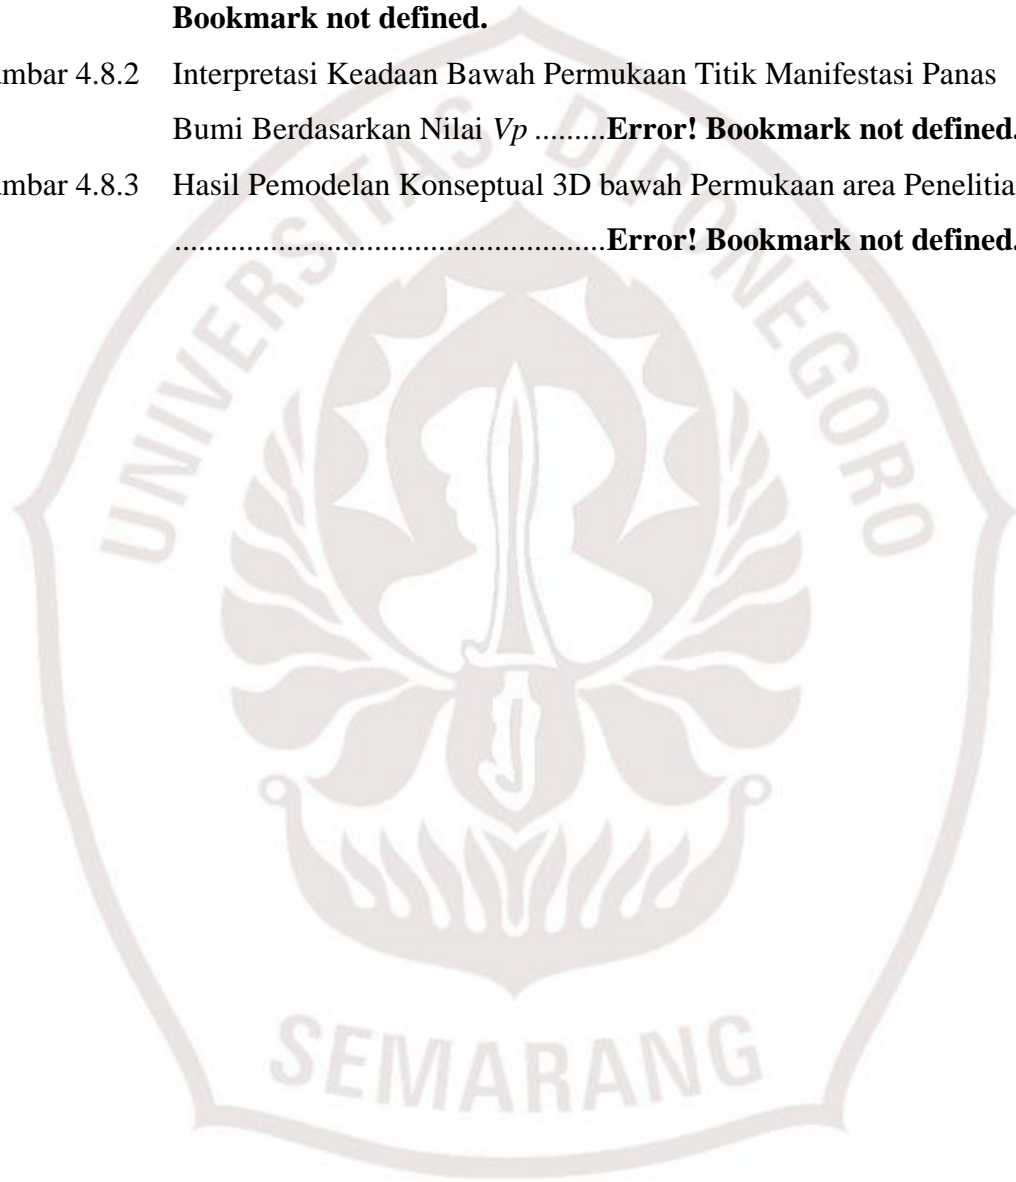 Bookmark not defined.
ambar 4.8.2 Interpretasi Keadaan Bawah Permukaan Titik Manifestasi Panas
Bumi Berdasarkan Nilai Vp .........Error! Bookmark not defined.
ambar 4.8.3 Hasil Pemodelan Konseptual 3D bawah Permukaan area Penelitia
......................................................Error! Bookmark not defined.
UNIVERSITAS DIPONEGORO
SEMARANG